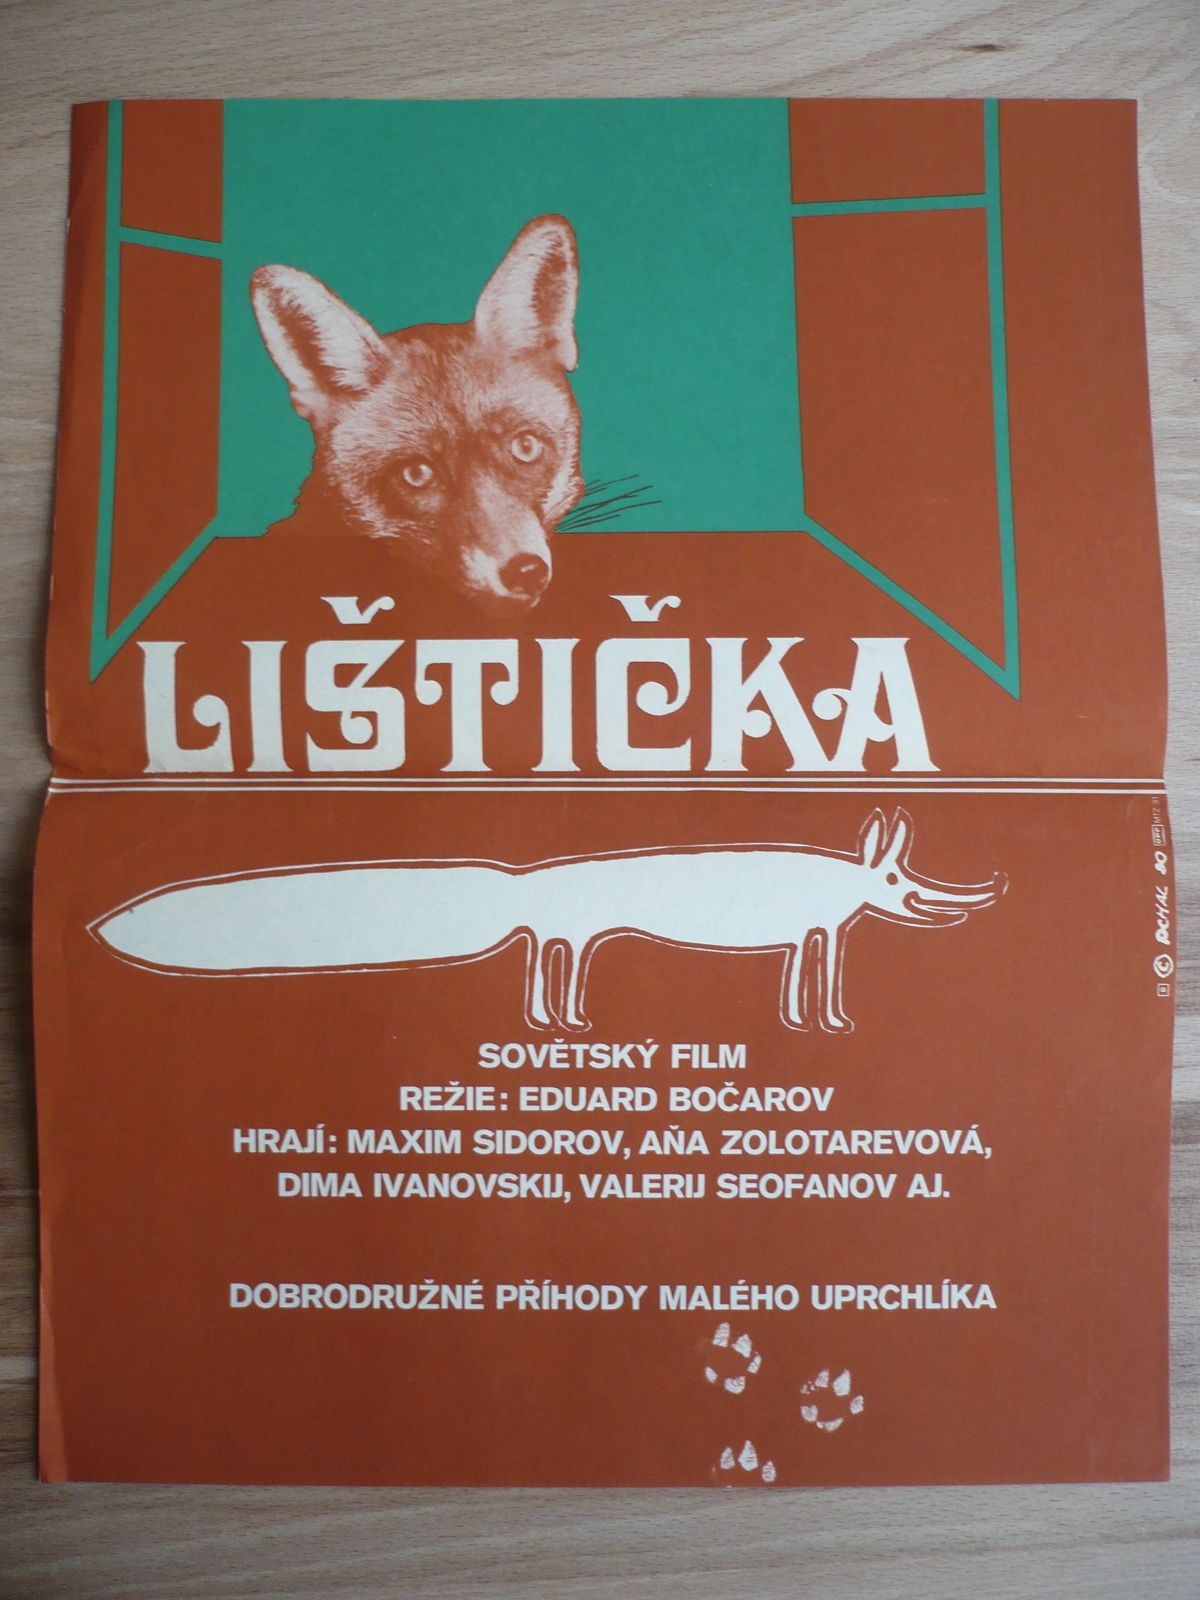 LIŠTIČKA
SOVĚTSKÝ FILM
REŽIE: EDUARD BOČAROV
HRAJÍ: MAXIM SIDOROV, AŇA ZOLOTAREVOVÁ,
DIMA IVANOVSKIJ, VALERIJ SEOFANOV AJ.
DOBRODRUŽNÉ PŘÍHODY MALÉHO UPRCHLÍKA
© 80